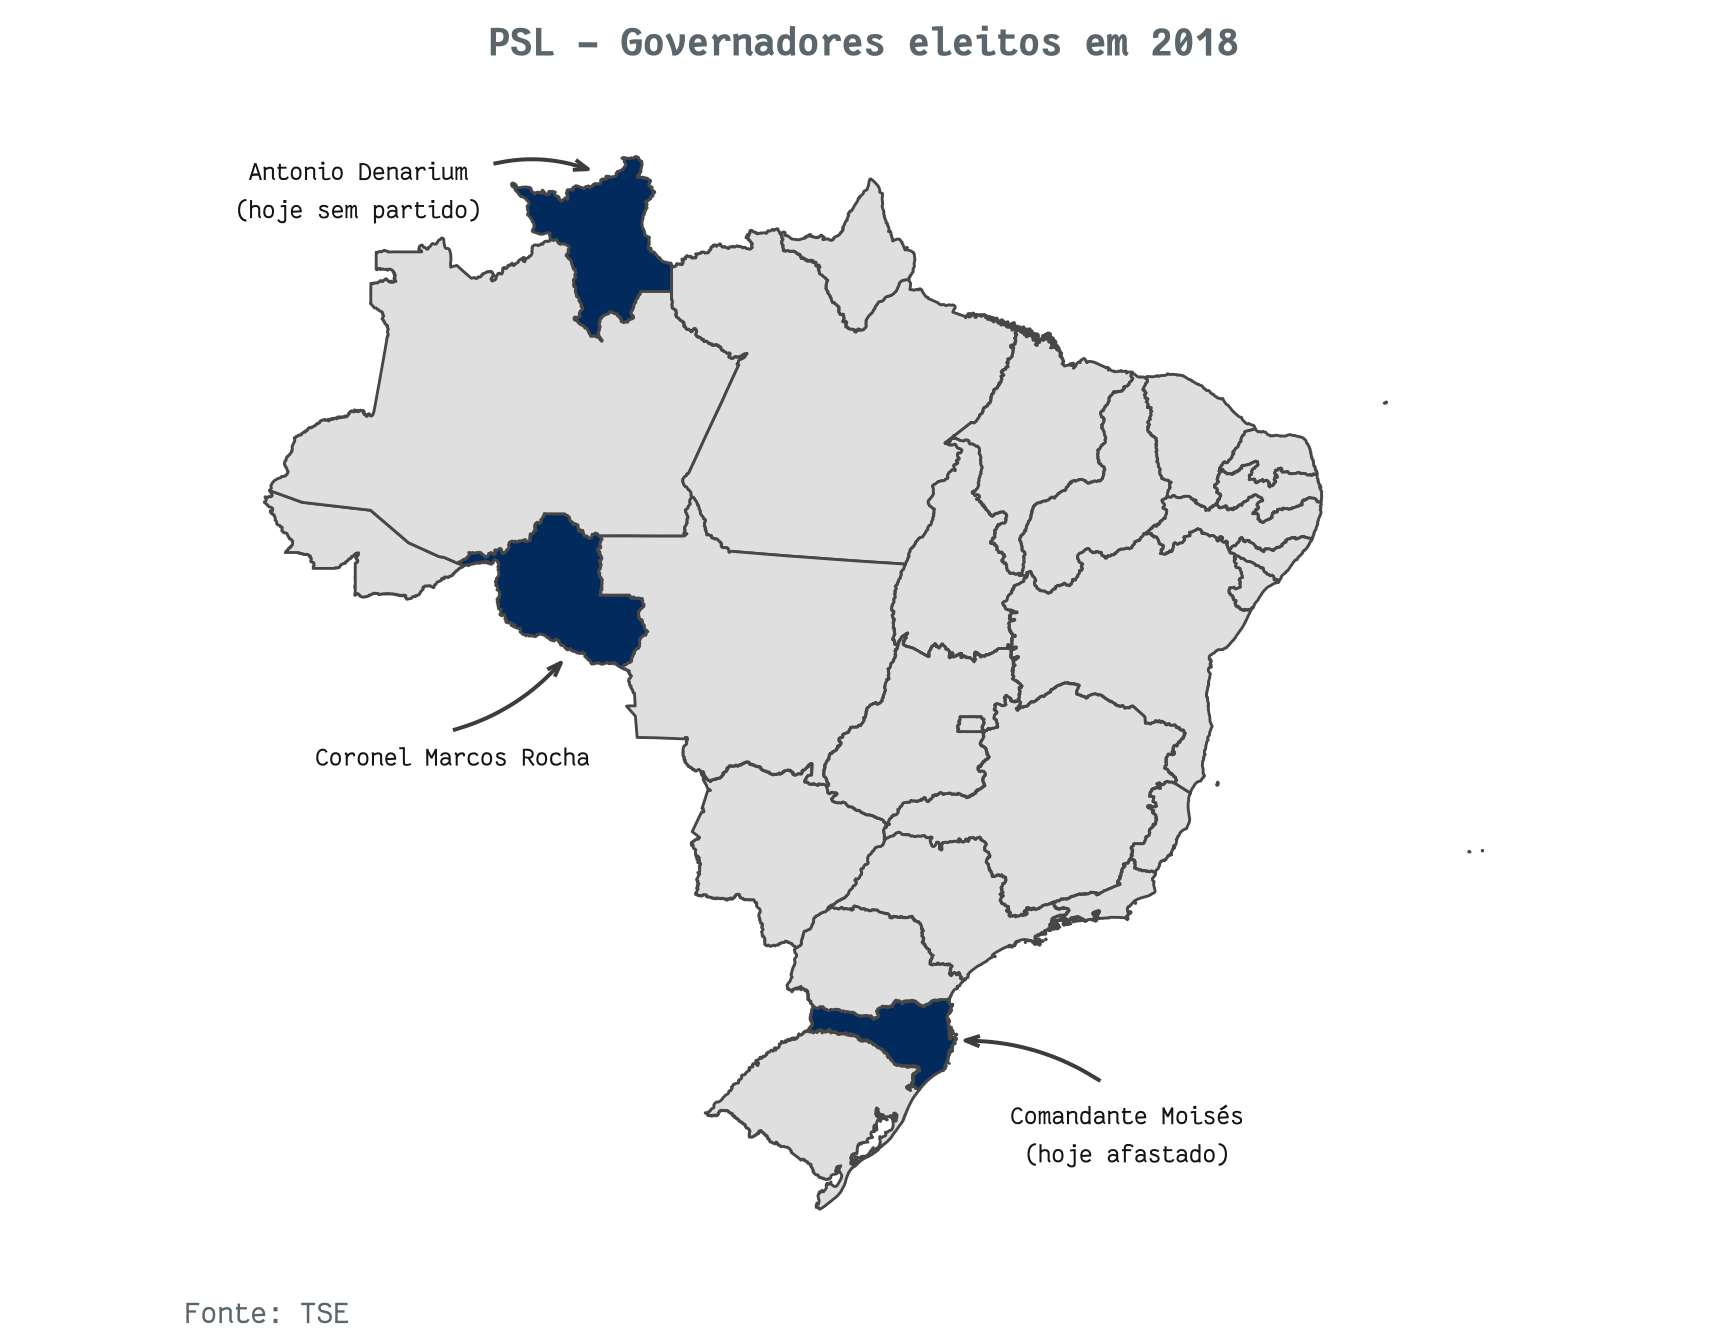 PSL – Governadores eleitos em 2018
Antonio Denarium
(hoje sem partido)
Coronel Marcos Rocha
Comandante Moisés
(hoje afastado)
Fonte: TSE